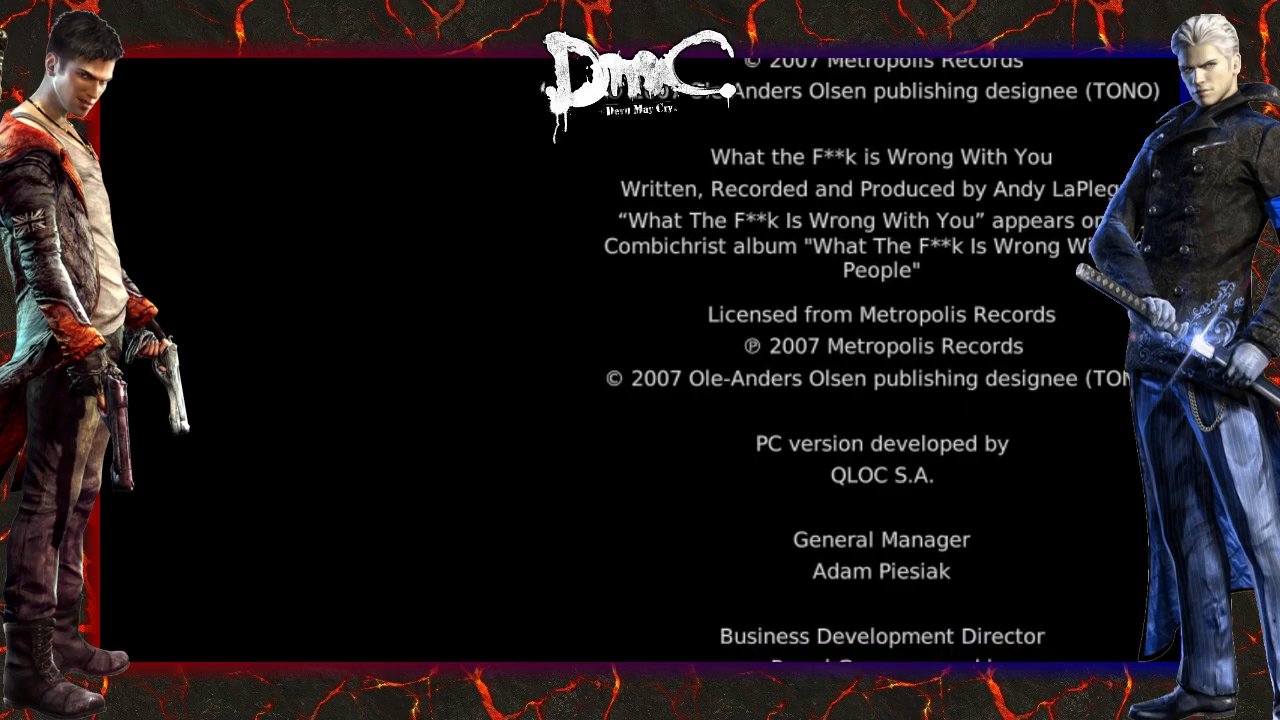 DmC
Devil May Cry
© 2007 Metropolis Records
Ole-Anders Olsen publishing designee (TONO)
What the F**k is Wrong With You
Written, Recorded and Produced by Andy
“What The F**k Is Wrong With You” appears on
Combichrist album "What The F**k Is Wrong
People"
Licensed from Metropolis Records
℗ 2007 Metropolis Records
© 2007 Ole-Anders Olsen publishing designee
PC version developed by
QLOC S.A.
General Manager
Adam Piesiak
Business Development Director